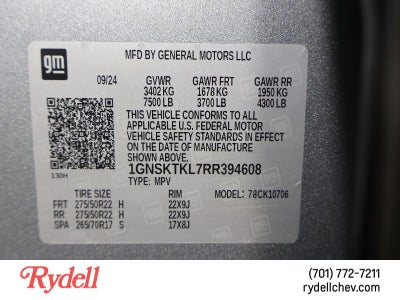 gm
MFD BY GENERAL MOTORS LLC
09/24 GVWR GAWR FRT GAWR RR
3402 KG 1678 KG 1950 KG
7500 LB 3700 LB 4300 LB
THIS VEHICLE CONFORMS TO ALL
APPLICABLE U.S. FEDERAL MOTOR
VEHICLE SAFETY STANDARDS IN EFFECT
ON THE DATE OF MANUFACTURE
SHOWN ABOVE.
1GNSKTKL7RR394608
TYPE: MPV MODEL: 78CK10706
130H
TIRE SIZE RIM
FRT 275/50R22 H 22X9J
RR 275/50R22 H 22X9J
SPA 265/70R17 S 17X8J
Rydell
(701) 772-7211
rydellchev.com